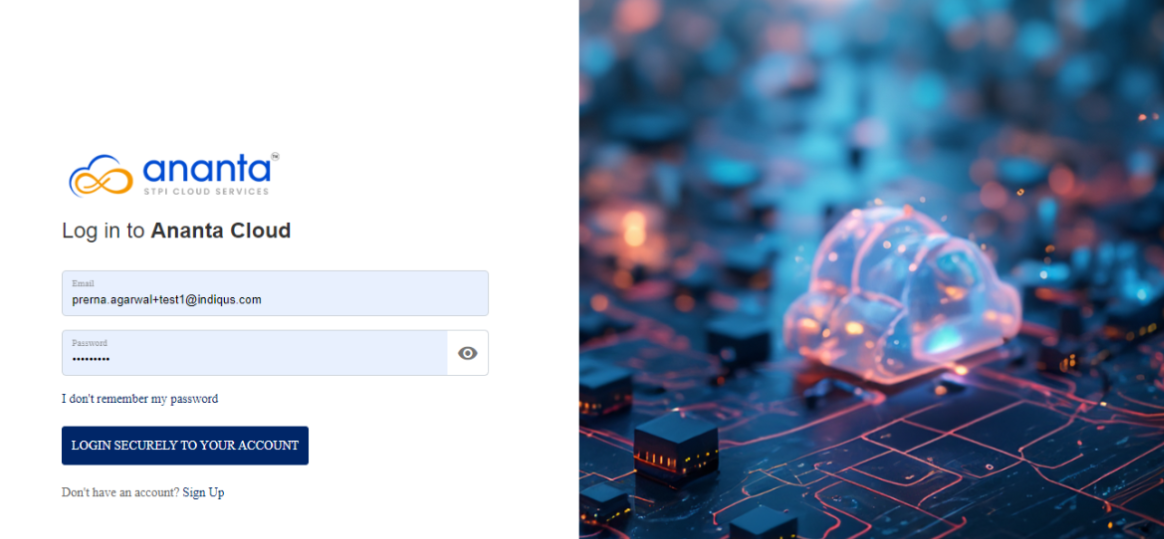 ananta
STPI CLOUD SERVICES
Log in to Ananta Cloud
Email
prerna.agarwal+test1@indiqus.com
Password
•••••••••
I don't remember my password
LOGIN SECURELY TO YOUR ACCOUNT
Don't have an account? Sign Up